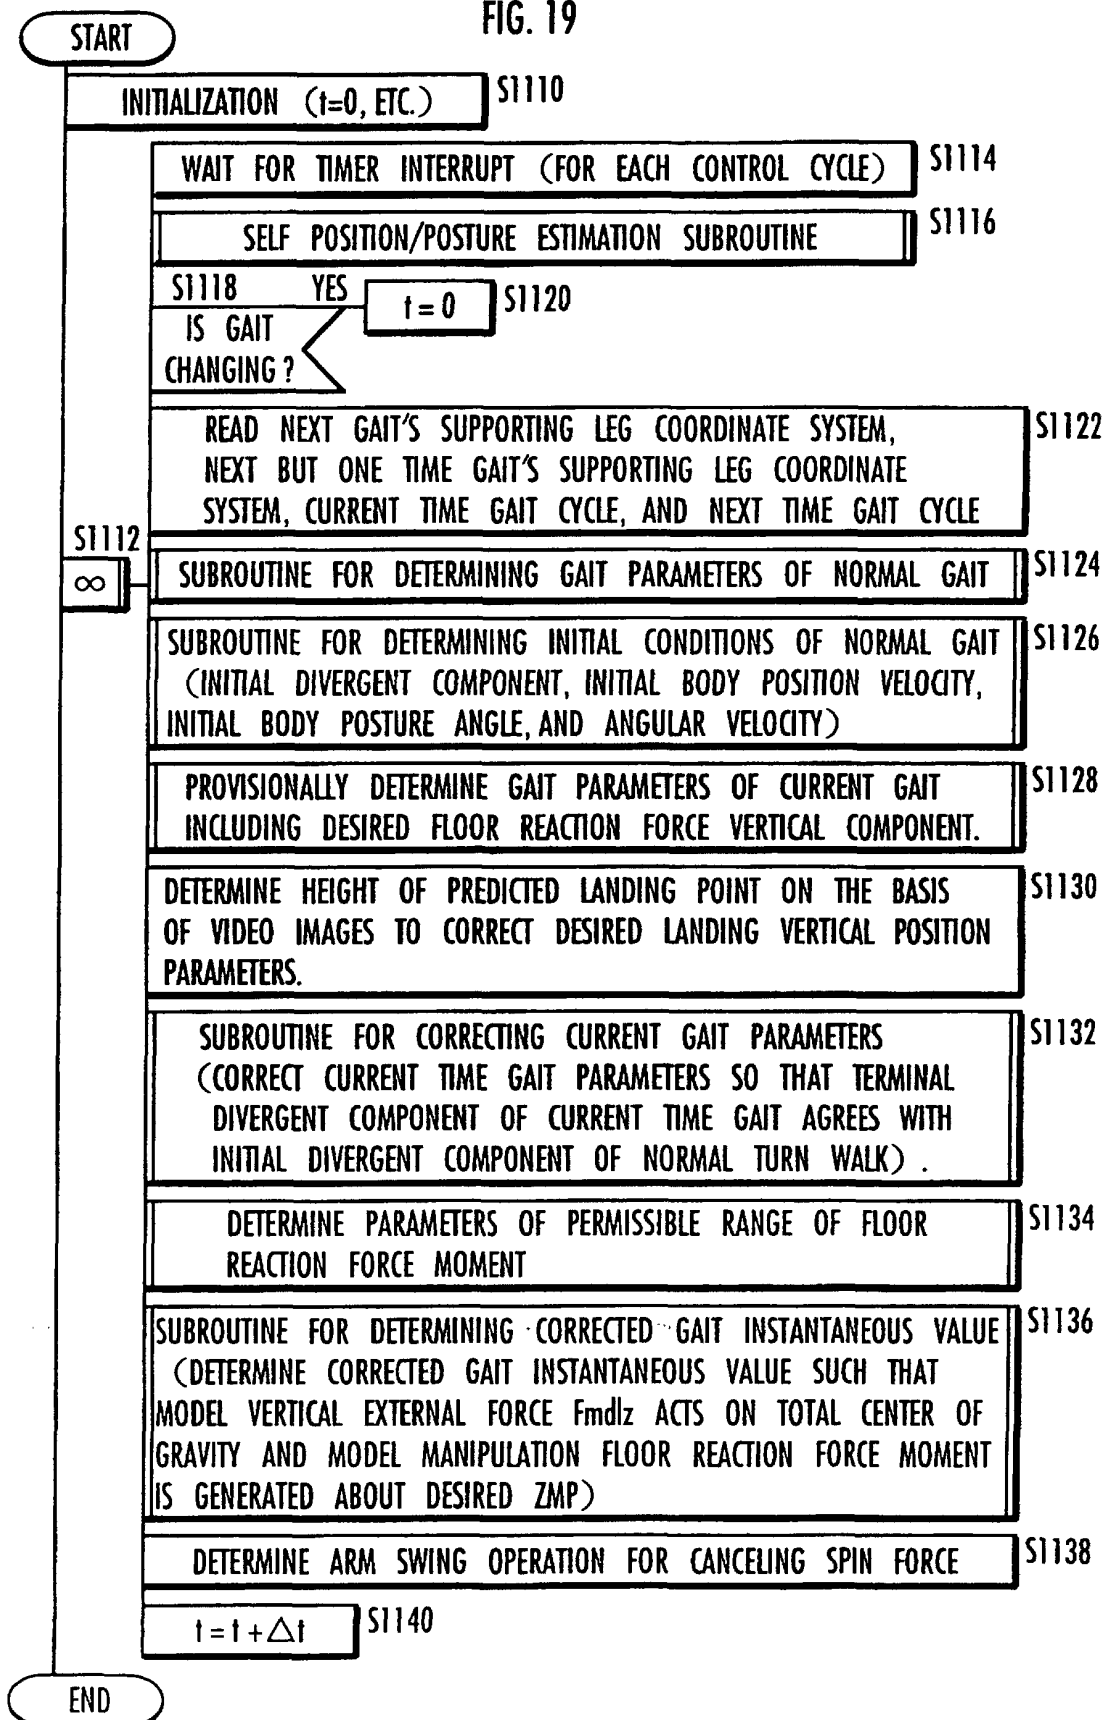 FIG. 19
START
INITIALIZATION (t=0, ETC.) S1110
WAIT FOR TIMER INTERRUPT (FOR EACH CONTROL CYCLE) S1114
SELF POSITION/POSTURE ESTIMATION SUBROUTINE S1116
S1118 YES
IS GAIT
CHANGING?
t = 0 S1120
READ NEXT GAIT'S SUPPORTING LEG COORDINATE SYSTEM, S1122
NEXT BUT ONE TIME GAIT'S SUPPORTING LEG COORDINATE
SYSTEM, CURRENT TIME GAIT CYCLE, AND NEXT TIME GAIT CYCLE
S1112
∞
SUBROUTINE FOR DETERMINING GAIT PARAMETERS OF NORMAL GAIT S1124
SUBROUTINE FOR DETERMINING INITIAL CONDITIONS OF NORMAL GAIT S1126
(INITIAL DIVERGENT COMPONENT, INITIAL BODY POSITION VELOCITY,
INITIAL BODY POSTURE ANGLE, AND ANGULAR VELOCITY)
PROVISIONALLY DETERMINE GAIT PARAMETERS OF CURRENT GAIT S1128
INCLUDING DESIRED FLOOR REACTION FORCE VERTICAL COMPONENT.
DETERMINE HEIGHT OF PREDICTED LANDING POINT ON THE BASIS S1130
OF VIDEO IMAGES TO CORRECT DESIRED LANDING VERTICAL POSITION
PARAMETERS.
SUBROUTINE FOR CORRECTING CURRENT GAIT PARAMETERS S1132
(CORRECT CURRENT TIME GAIT PARAMETERS SO THAT TERMINAL
DIVERGENT COMPONENT OF CURRENT TIME GAIT AGREES WITH
INITIAL DIVERGENT COMPONENT OF NORMAL TURN WALK).
DETERMINE PARAMETERS OF PERMISSIBLE RANGE OF FLOOR S1134
REACTION FORCE MOMENT
SUBROUTINE FOR DETERMINING CORRECTED GAIT INSTANTANEOUS VALUE S1136
(DETERMINE CORRECTED GAIT INSTANTANEOUS VALUE SUCH THAT
MODEL VERTICAL EXTERNAL FORCE Fmdlz ACTS ON TOTAL CENTER OF
GRAVITY AND MODEL MANIPULATION FLOOR REACTION FORCE MOMENT
IS GENERATED ABOUT DESIRED ZMP)
DETERMINE ARM SWING OPERATION FOR CANCELING SPIN FORCE S1138
t = t + △t S1140
END